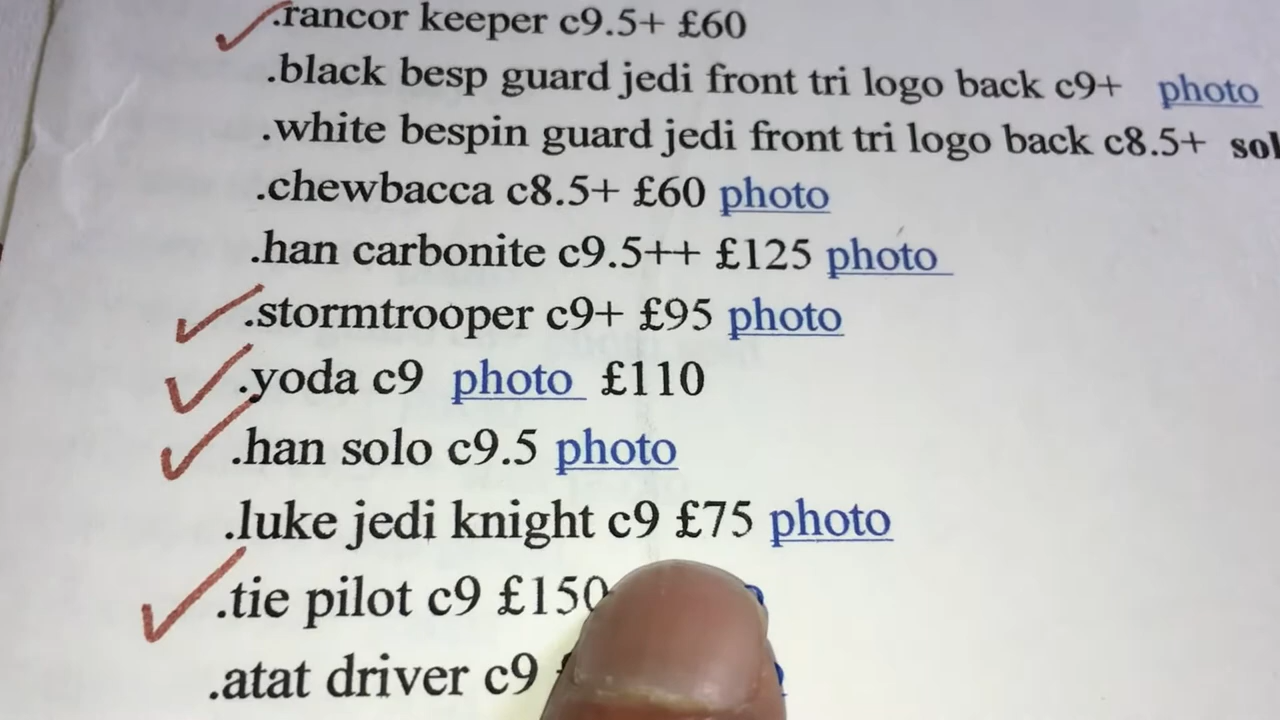 .rancor keeper c9.5+ £60
.black besp guard jedi front tri logo back c9+ photo
.white bespin guard jedi front tri logo back c8.5+
.chewbacca c8.5+ £60 photo
.han carbonite c9.5++ £125 photo
.stormtrooper c9+ £95 photo
.yoda c9 photo £110
.han solo c9.5 photo
.luke jedi knight c9 £75 photo
.tie pilot c9 £150
.atat driver c9